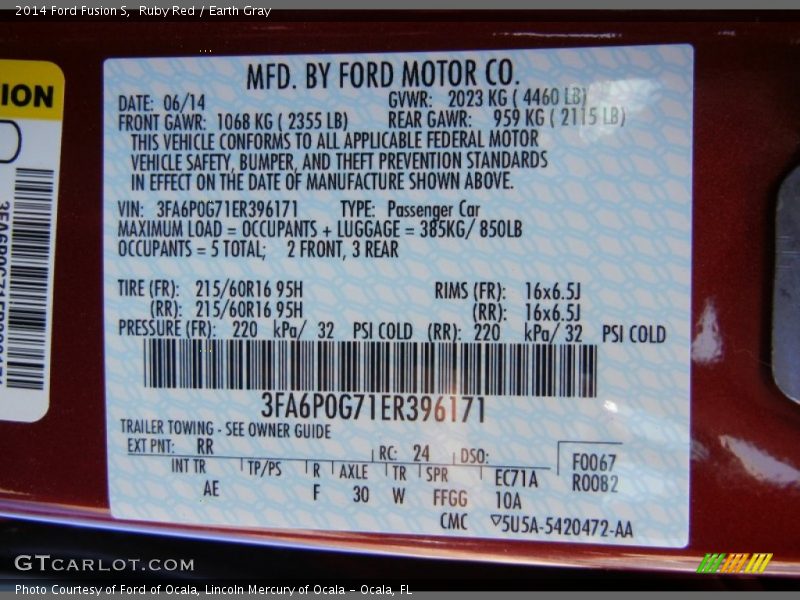 2014 Ford Fusion S, Ruby Red / Earth Gray
ION
MFD. BY FORD MOTOR CO.
DATE: 06/14 GVWR: 2023 KG ( 4460 LB)
FRONT GAWR: 1068 KG ( 2355 LB) REAR GAWR: 959 KG ( 2115 LB)
THIS VEHICLE CONFORMS TO ALL APPLICABLE FEDERAL MOTOR
VEHICLE SAFETY, BUMPER, AND THEFT PREVENTION STANDARDS
IN EFFECT ON THE DATE OF MANUFACTURE SHOWN ABOVE.
VIN: 3FA6P0G71ER396171 TYPE: Passenger Car
MAXIMUM LOAD = OCCUPANTS + LUGGAGE = 385KG/ 850LB
OCCUPANTS = 5 TOTAL; 2 FRONT, 3 REAR
TIRE (FR): 215/60R16 95H RIMS (FR): 16x6.5J
(RR): 215/60R16 95H (RR): 16x6.5J
PRESSURE (FR): 220 kPa/ 32 PSI COLD (RR): 220 kPa/ 32 PSI COLD
3FA6P0G71ER396171
TRAILER TOWING - SEE OWNER GUIDE
EXT PNT: RR RC: 24 DSO: F0067
INT TR TP/PS R AXLE TR SPR EC71A R00B2
AE F 30 W FFGG 10A
CMC ▽5U5A-5420472-AA
GTCARLOT.COM
Photo Courtesy of Ford of Ocala, Lincoln Mercury of Ocala - Ocala, FL